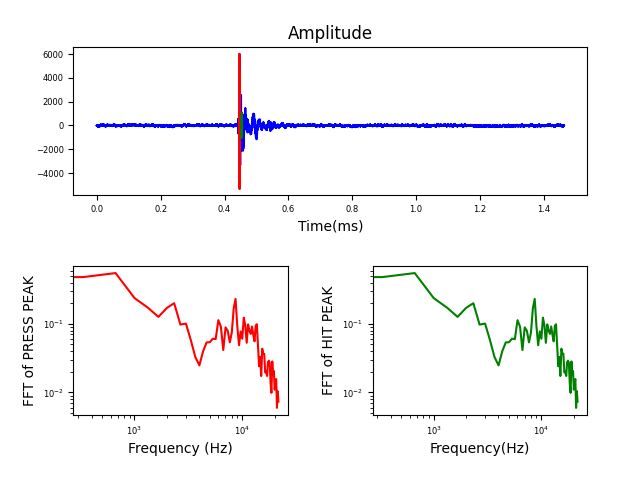 Amplitude
6000
4000
2000
0
−2000
−4000
0.0 0.2 0.4 0.6 0.8 1.0 1.2 1.4
Time(ms)
FFT of PRESS PEAK
10⁻¹
10⁻²
10³ 10⁴
Frequency (Hz)
FFT of HIT PEAK
10⁻¹
10⁻²
10³ 10⁴
Frequency(Hz)